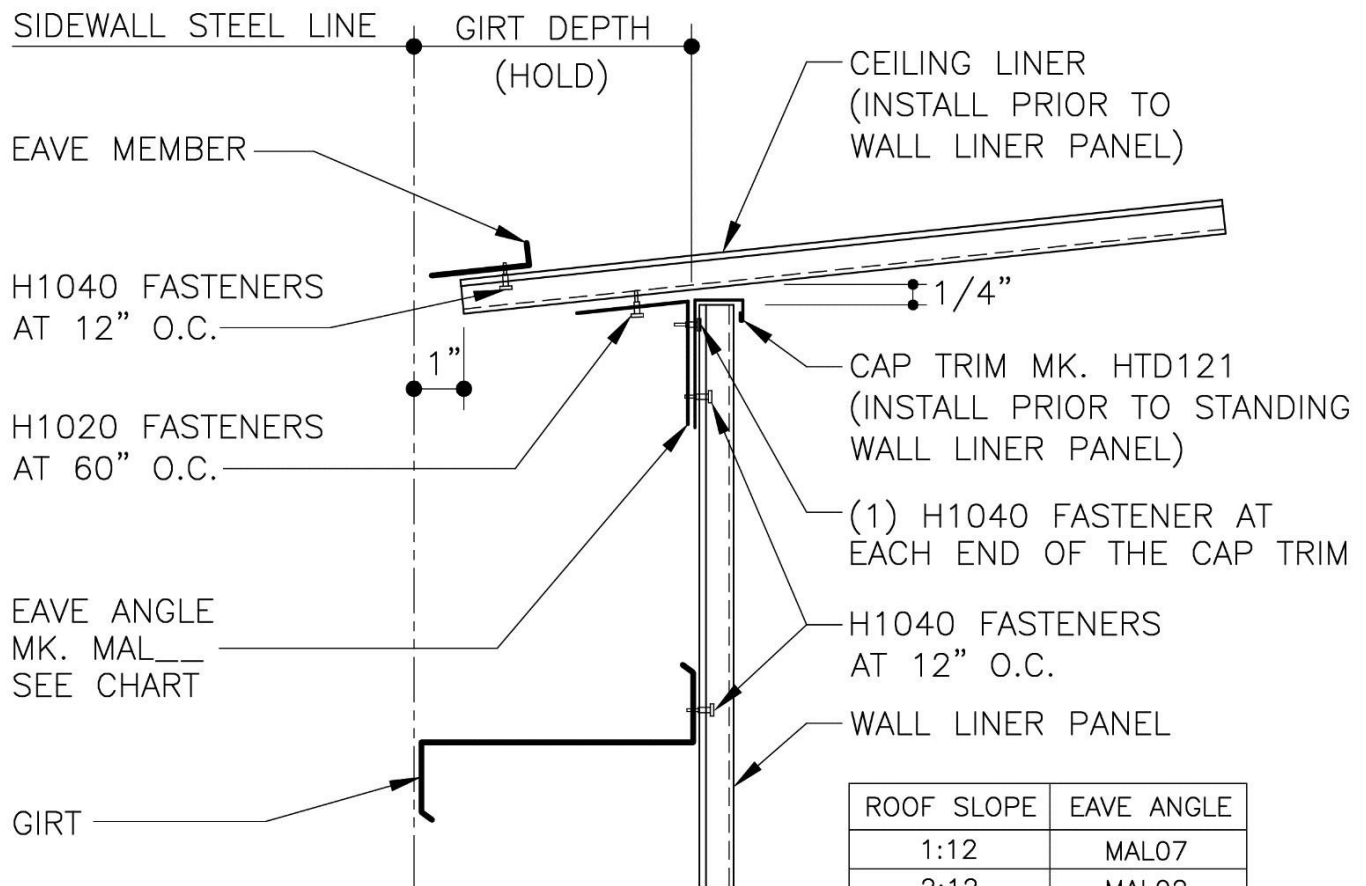 SIDEWALL STEEL LINE
GIRT DEPTH
(HOLD)
CEILING LINER
(INSTALL PRIOR TO
WALL LINER PANEL)
EAVE MEMBER
H1040 FASTENERS
AT 12” O.C.
1/4”
1”
CAP TRIM MK. HTD121
(INSTALL PRIOR TO STANDING
WALL LINER PANEL)
H1020 FASTENERS
AT 60” O.C.
(1) H1040 FASTENER AT
EACH END OF THE CAP TRIM
EAVE ANGLE
MK. MAL__
SEE CHART
H1040 FASTENERS
AT 12” O.C.
WALL LINER PANEL
GIRT
ROOF SLOPE EAVE ANGLE
1:12 MAL07